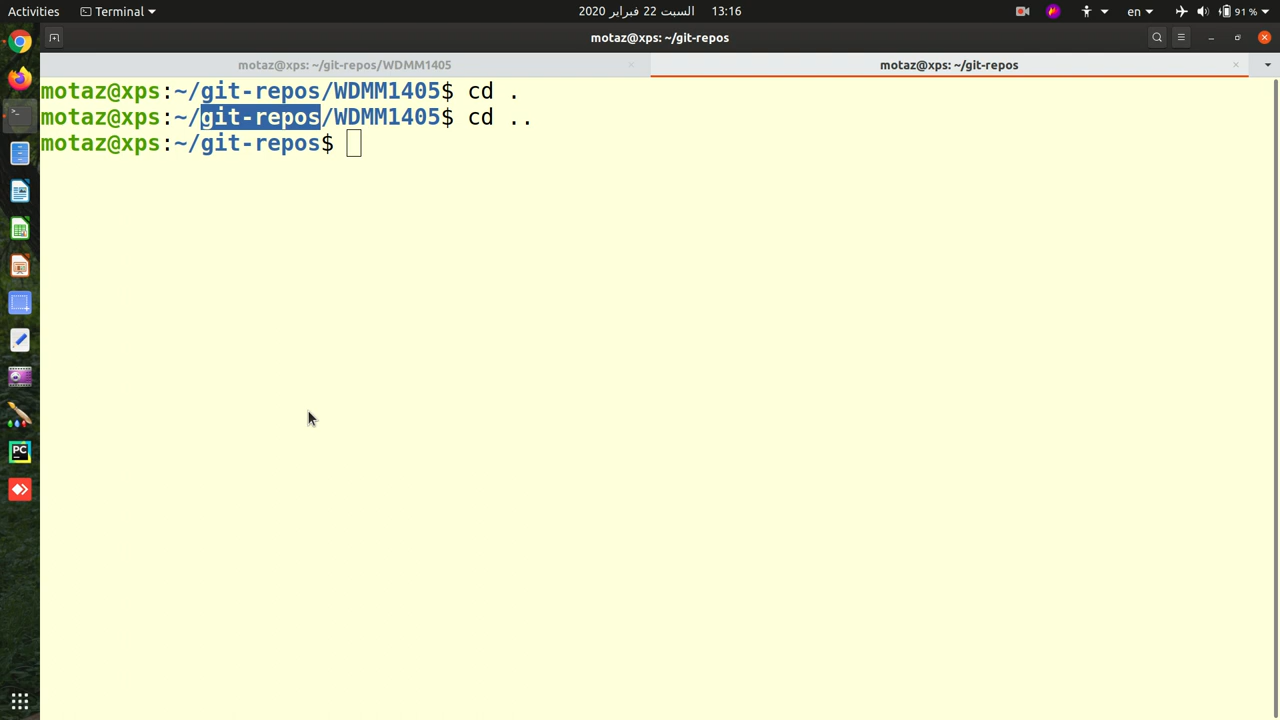 Activities Terminal السبت 22 فبراير 2020 13:16 en 91 %
motaz@xps: ~/git-repos
motaz@xps: ~/git-repos/WDMM1405 motaz@xps: ~/git-repos
motaz@xps:~/git-repos/WDMM1405$ cd .
motaz@xps:~/git-repos/WDMM1405$ cd ..
motaz@xps:~/git-repos$
PC